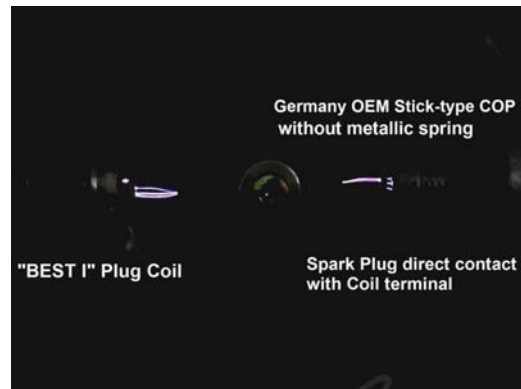 Germany OEM Stick-type COP
without metallic spring
"BEST I" Plug Coil
Spark Plug direct contact
with Coil terminal